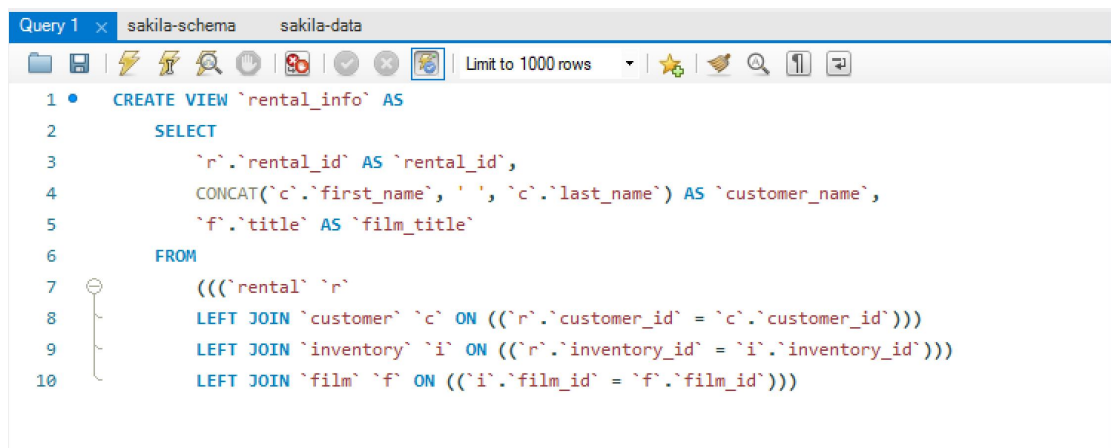 Query 1 × sakila-schema sakila-data
Limit to 1000 rows
1 CREATE VIEW `rental_info` AS
2 SELECT
3 `r`.`rental_id` AS `rental_id`,
4 CONCAT(`c`.`first_name`, ' ', `c`.`last_name`) AS `customer_name`,
5 `f`.`title` AS `film_title`
6 FROM
7 (((`rental` `r`
8 LEFT JOIN `customer` `c` ON ((`r`.`customer_id` = `c`.`customer_id`)))
9 LEFT JOIN `inventory` `i` ON ((`r`.`inventory_id` = `i`.`inventory_id`)))
10 LEFT JOIN `film` `f` ON ((`i`.`film_id` = `f`.`film_id`)))